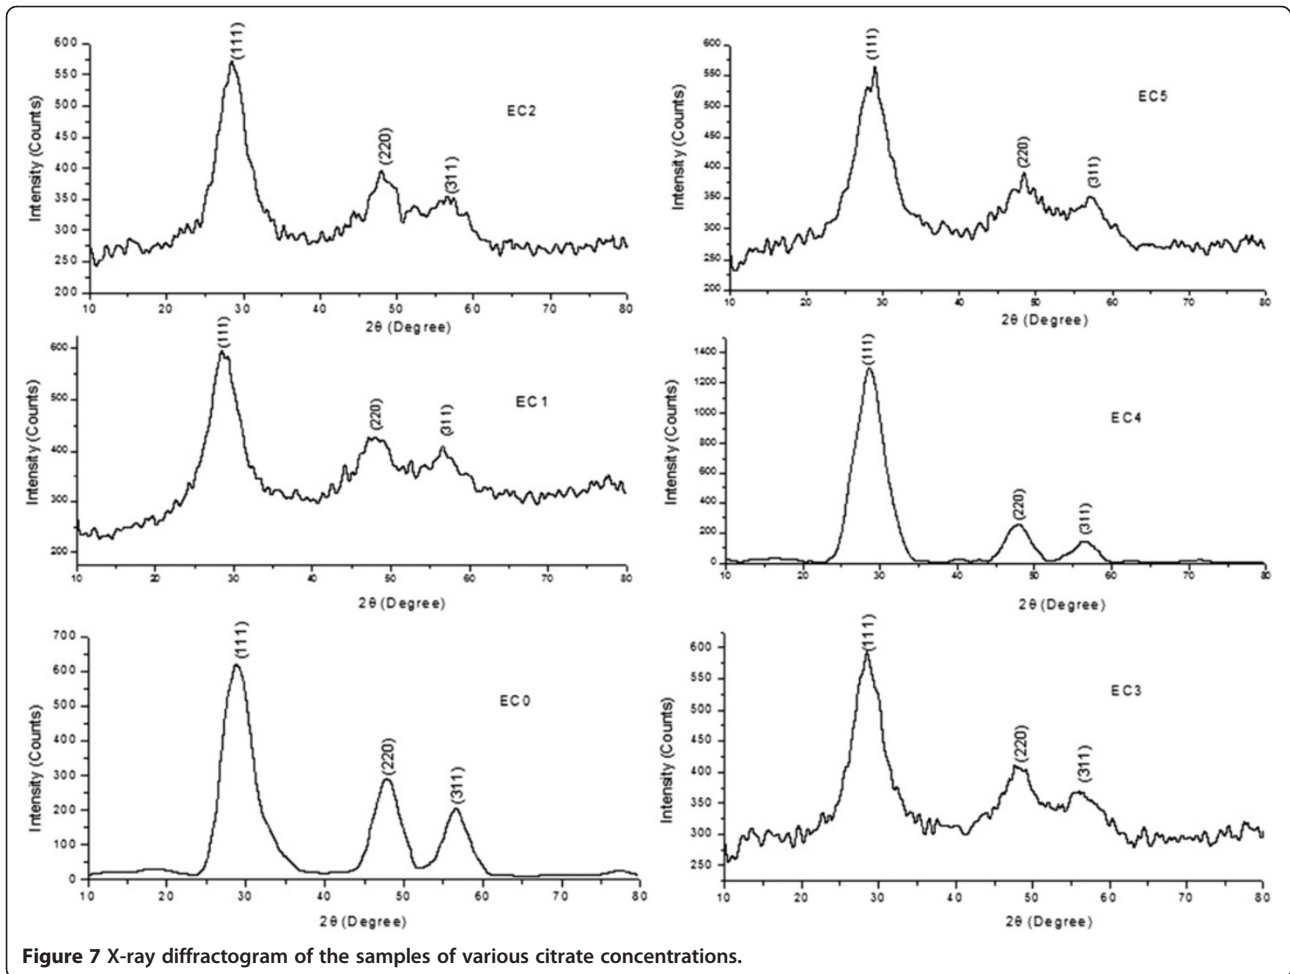 600
550
500
450
400
350
300
250
200
Intensity (Counts)
(111)
(220)
(311)
EC2
10 20 30 40 50 60 70 80
2θ (Degree)
600
550
500
450
400
350
300
250
200
Intensity (Counts)
(111)
(220)
(311)
EC5
10 20 30 40 50 60 70 80
2θ (Degree)
600
500
400
300
200
Intensity (Counts)
(111)
(220)
(311)
EC1
10 20 30 40 50 60 70 80
2θ (Degree)
1400
1200
1000
800
600
400
200
0
Intensity (Counts)
(111)
(220)
(311)
EC4
10 20 30 40 50 60 70 80
2θ (Degree)
700
600
500
400
300
200
100
0
Intensity (Counts)
(111)
(220)
(311)
EC0
10 20 30 40 50 60 70 80
2θ (Degree)
600
550
500
450
400
350
300
250
Intensity (Counts)
(111)
(220)
(311)
EC3
10 20 30 40 50 60 70 80
2θ (Degree)
Figure 7 X-ray diffractogram of the samples of various citrate concentrations.